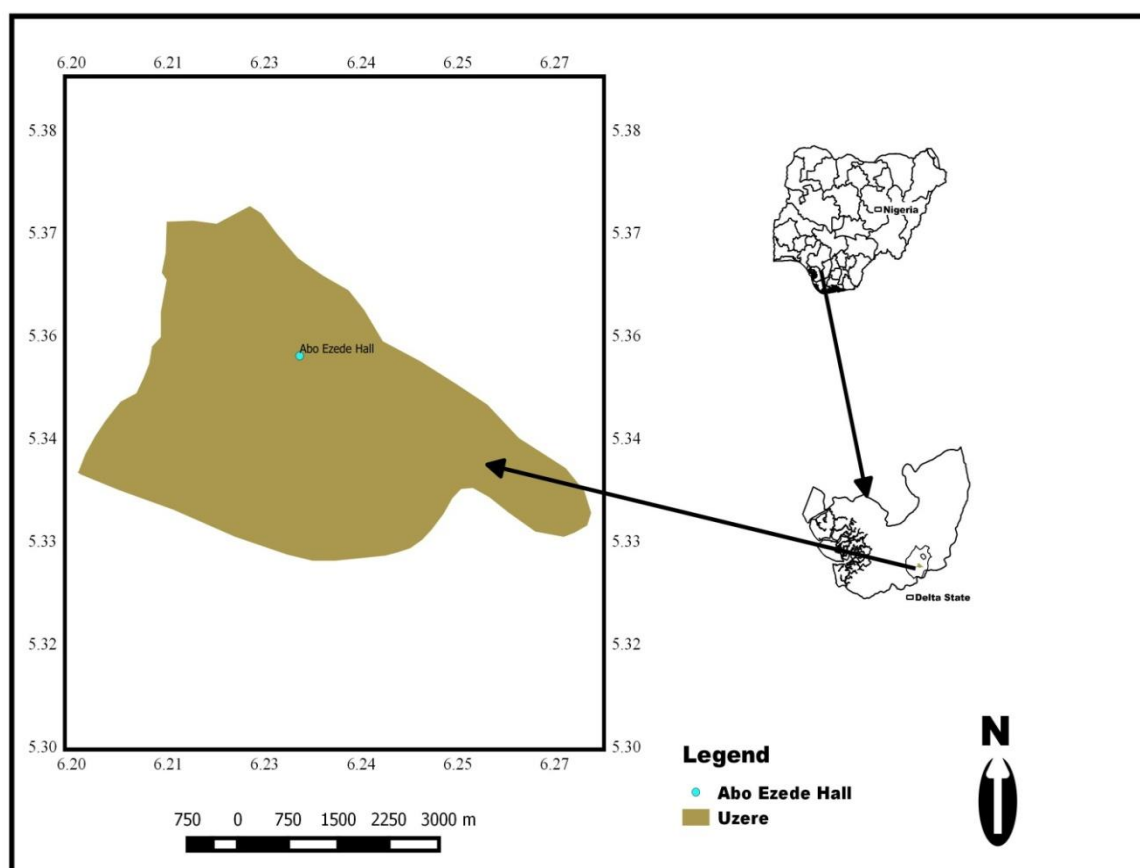 6.20 6.21 6.23 6.24 6.25 6.27
5.38 5.38
Nigeria
5.37 5.37
5.36 5.36
Abo Ezede Hall
5.34 5.34
5.33 5.33
Delta State
5.32 5.32
5.30 5.30
6.20 6.21 6.23 6.24 6.25 6.27
N
Legend
Abo Ezede Hall
Uzere
750 0 750 1500 2250 3000 m